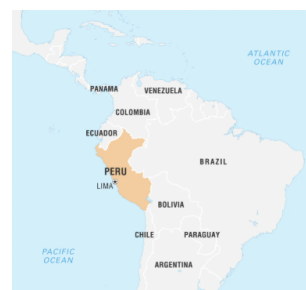 ATLANTIC
OCEAN
PANAMA
VENEZUELA
COLOMBIA
ECUADOR
PERU
BRAZIL
LIMA
BOLIVIA
CHILE
PARAGUAY
PACIFIC
OCEAN
ARGENTINA